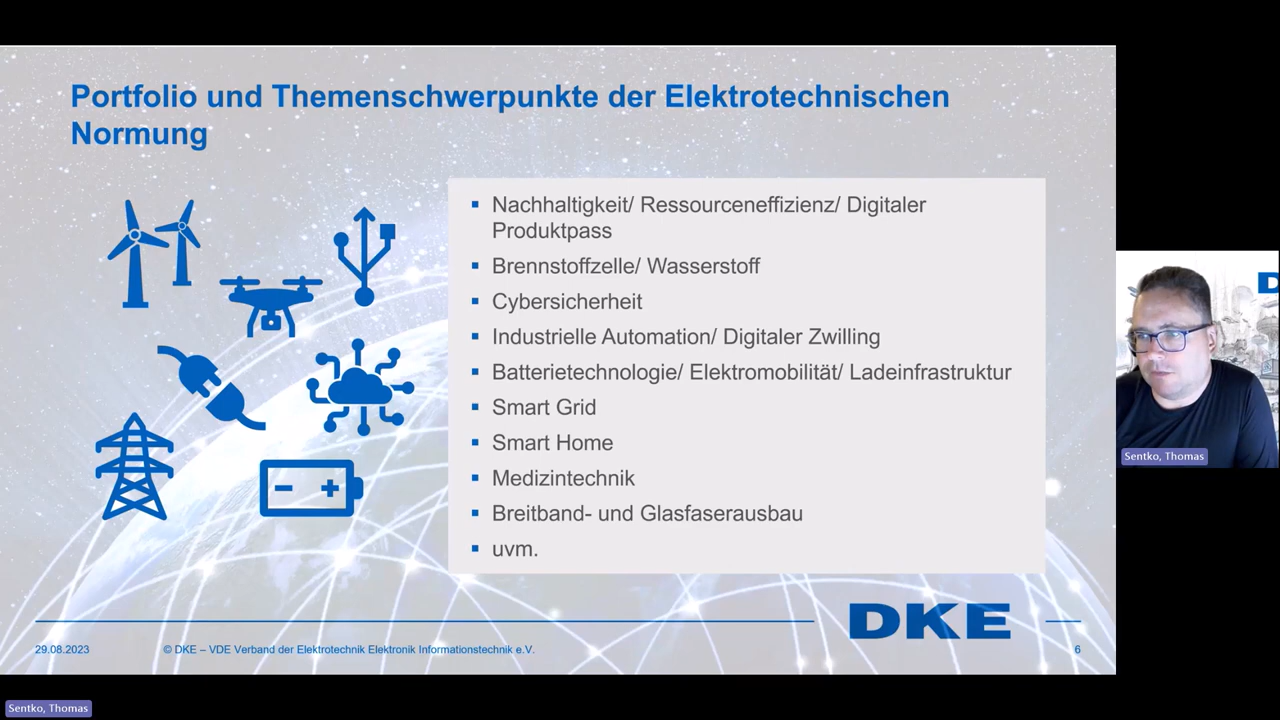 Portfolio und Themenschwerpunkte der Elektrotechnischen
Normung
Nachhaltigkeit/ Ressourceneffizienz/ Digitaler
Produktpass
Brennstoffzelle/ Wasserstoff
Cybersicherheit
Industrielle Automation/ Digitaler Zwilling
Batterietechnologie/ Elektromobilität/ Ladeinfrastruktur
Smart Grid
Smart Home
Medizintechnik
Breitband- und Glasfaserausbau
uvm.
DKE
29.08.2023
© DKE – VDE Verband der Elektrotechnik Elektronik Informationstechnik e.V.
6
D
Sentko, Thomas
Sentko, Thomas